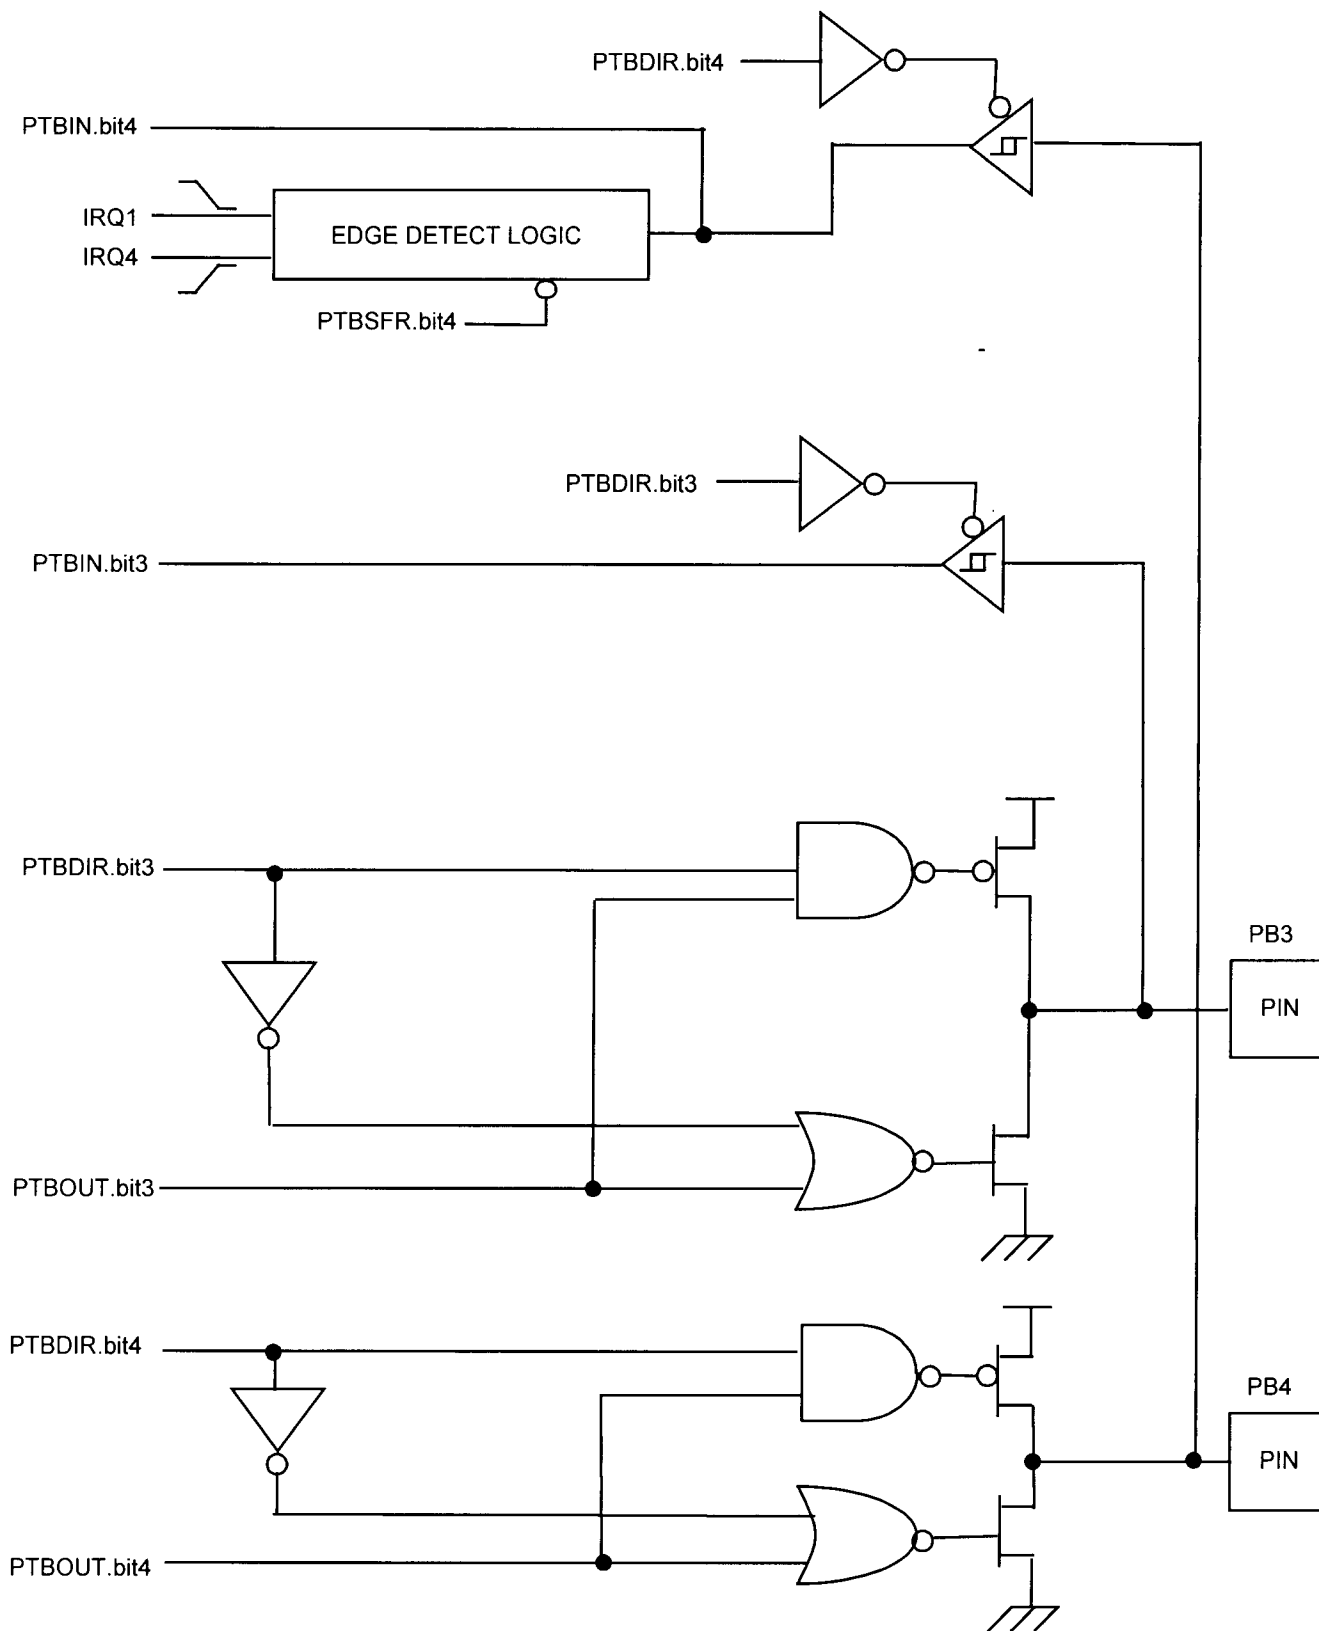 PTBDIR.bit4
PTBIN.bit4
IRQ1
EDGE DETECT LOGIC
IRQ4
PTBSFR.bit4
PTBDIR.bit3
PTBIN.bit3
PTBDIR.bit3
PB3
PIN
PTBOUT.bit3
PTBDIR.bit4
PB4
PIN
PTBOUT.bit4